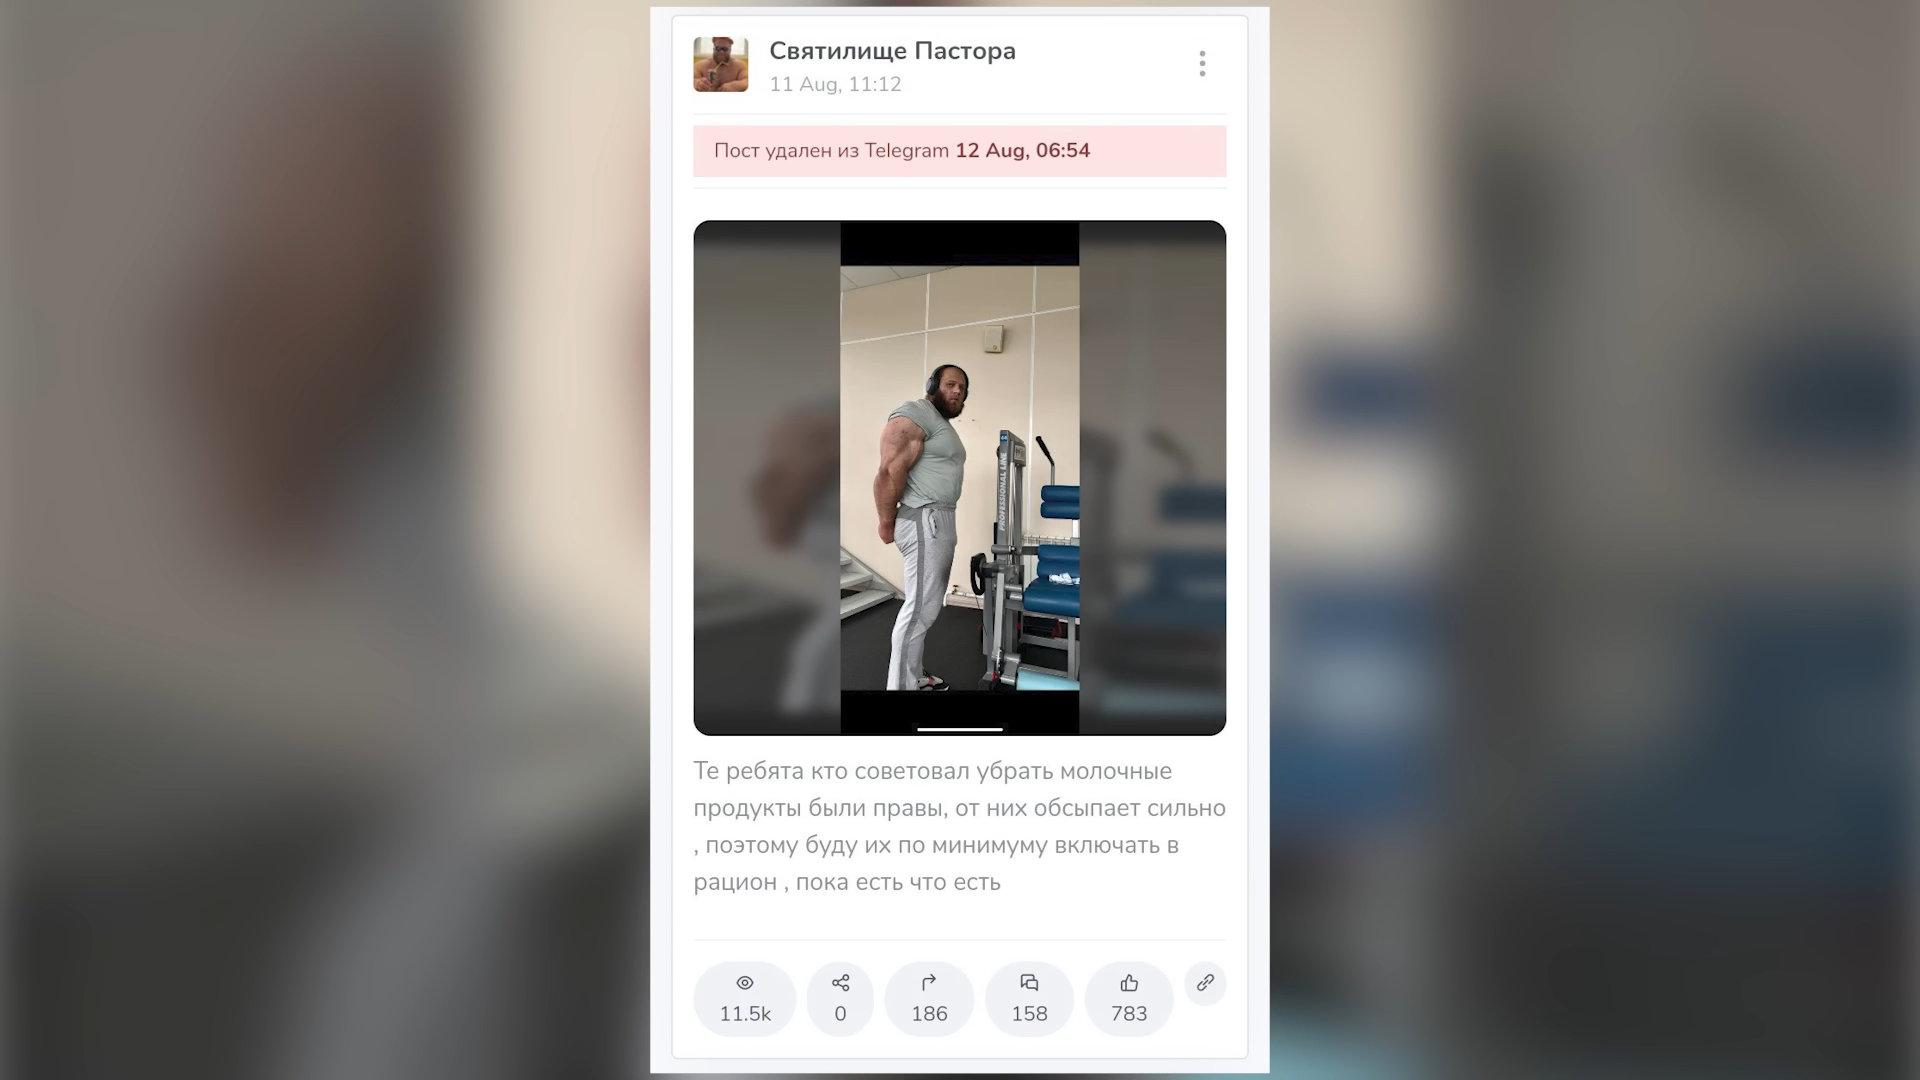 Святилище Пастора
11 Aug, 11:12
Пост удален из Telegram 12 Aug, 06:54
PROFESSIONAL LINE
Те ребята кто советовал убрать молочные
продукты были правы, от них обсыпает сильно
, поэтому буду их по минимуму включать в
рацион , пока есть что есть
11.5k
0
186
158
783